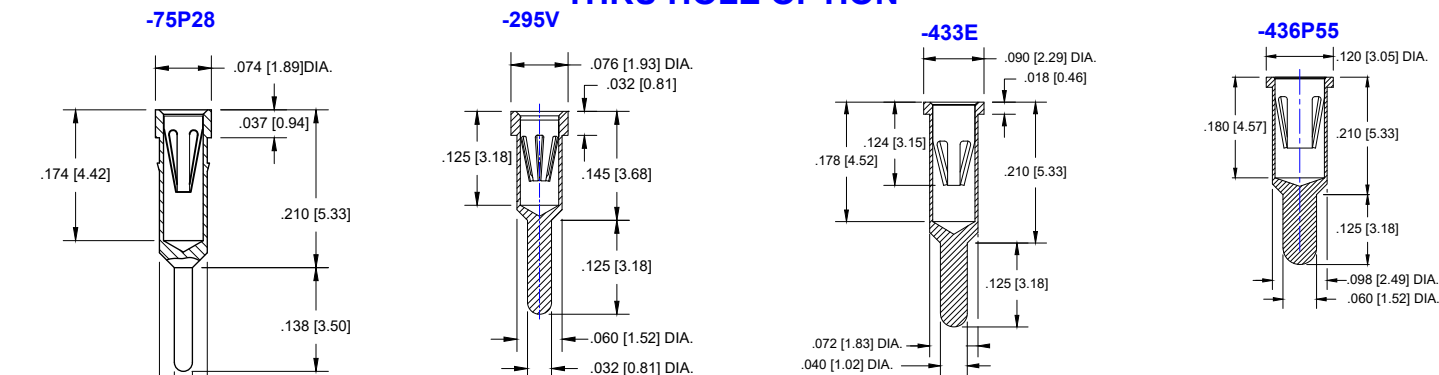 -75P28
.074 [1.89]DIA.
.037 [0.94]
.174 [4.42]
.210 [5.33]
.138 [3.50]
-295V
.076 [1.93] DIA.
.032 [0.81]
.125 [3.18]
.145 [3.68]
.125 [3.18]
.060 [1.52] DIA.
.032 [0.81] DIA.
-433E
.090 [2.29] DIA.
.018 [0.46]
.124 [3.15]
.178 [4.52]
.210 [5.33]
.125 [3.18]
.072 [1.83] DIA.
.040 [1.02] DIA.
-436P55
.120 [3.05] DIA.
.180 [4.57]
.210 [5.33]
.125 [3.18]
.098 [2.49] DIA.
.060 [1.52] DIA.